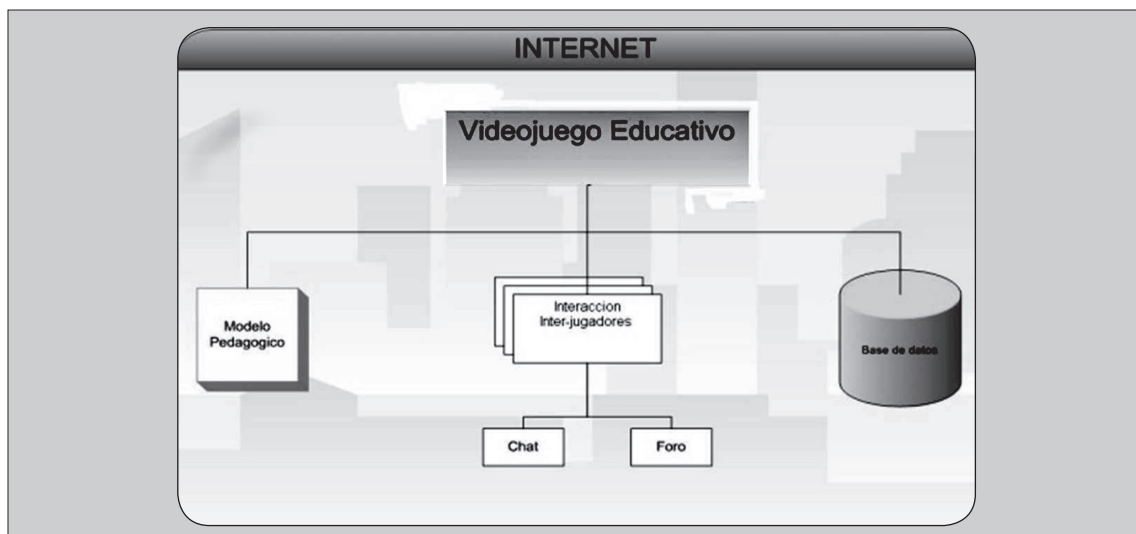 INTERNET
Videojuego Educativo
Modelo
Pedagogico
Interaccion
Inter-jugadores
Base de datos
Chat
Foro